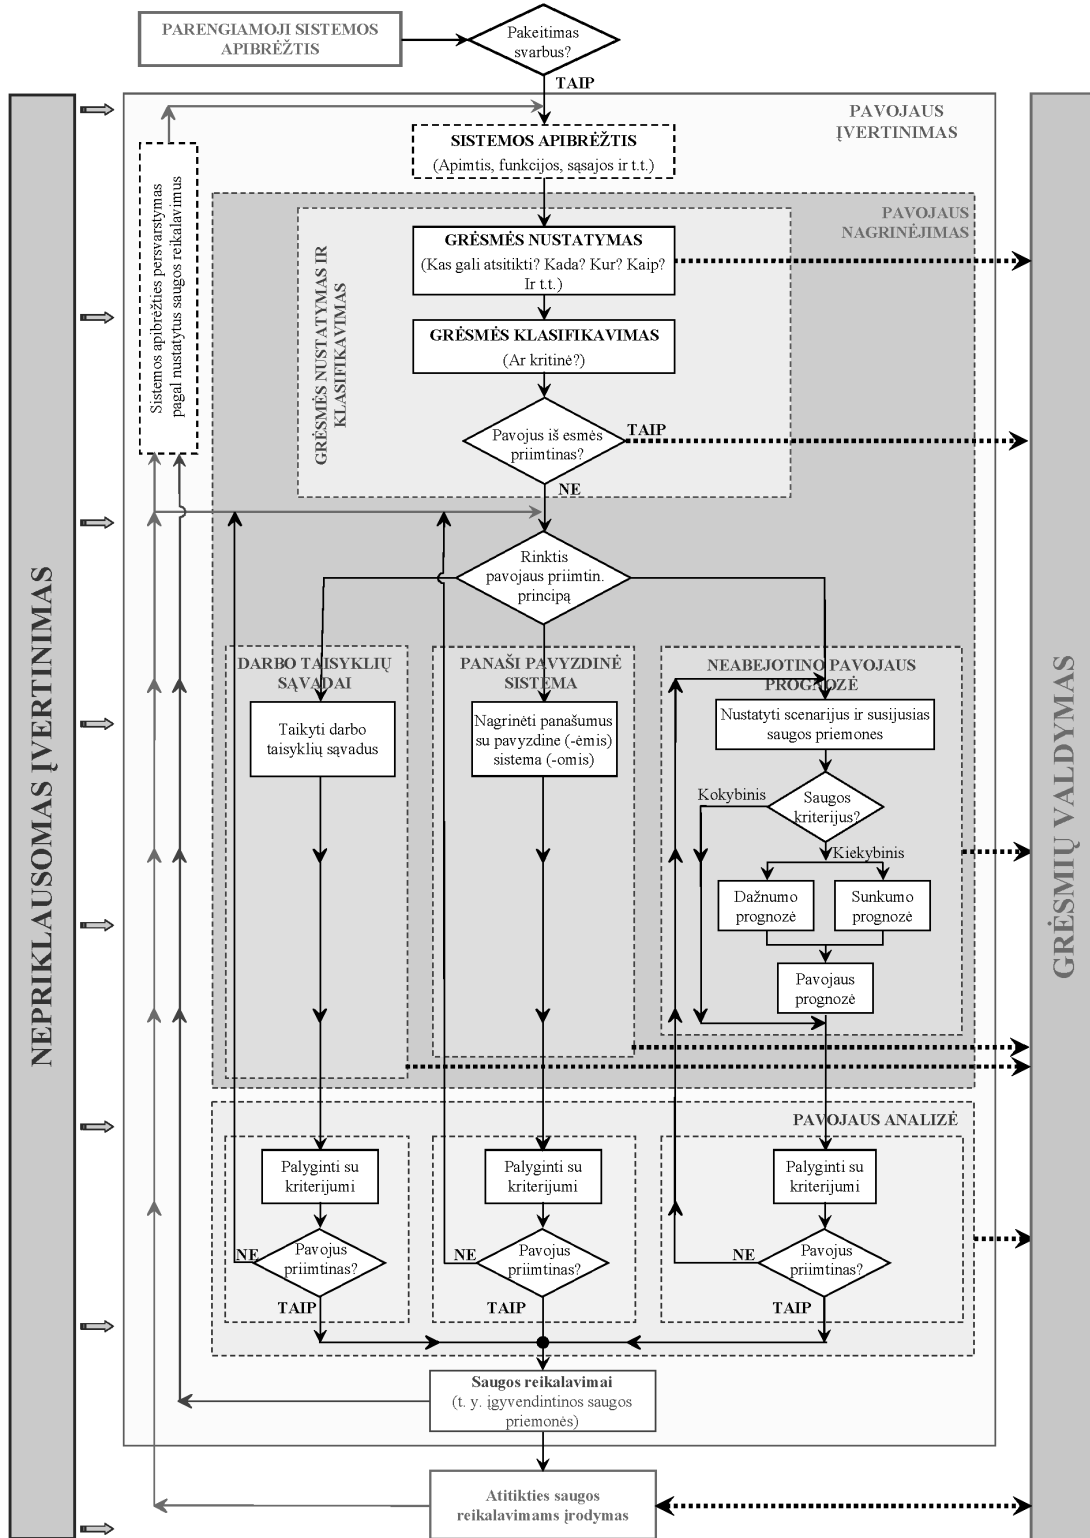 PARENGIAMOJI SISTEMOS
APIBRĖŽTIS
Pakeitimas
svarbus?
TAIP
PAVOJAUS
ĮVERTINIMAS
SISTEMOS APIBRĖŽTIS
(Apimtis, funkcijos, sąsajos ir t.t.)
Sistemos apibrėžties persvarstymas
pagal nustatytus saugos reikalavimus
PAVOJAUS
NAGRINĖJIMAS
GRĖSMĖS NUSTATYMAS IR
KLASIFIKAVIMAS
GRĖSMĖS NUSTATYMAS
(Kas gali atsitikti? Kada? Kur? Kaip?
Ir t.t.)
GRĖSMĖS KLASIFIKAVIMAS
(Ar kritinė?)
Pavojus iš esmės
priimtinas?
TAIP
NE
Rinktis
pavojaus priimtin.
principą
NEPRIKLAUSOMAS ĮVERTINIMAS
GRĖSMIŲ VALDYMAS
DARBO TAISYKLIŲ
SĄVADAI
Taikyti darbo
taisyklių sąvadus
PANAŠI PAVYZDINĖ
SISTEMA
Nagrinėti panašumus
su pavyzdine (-ėmis)
sistema (-omis)
NEABEJOTINO PAVOJAUS
PROGNOZĖ
Nustatyti scenarijus ir susijusias
saugos priemones
Kokybinis
Saugos
kriterijus?
Kiekybinis
Dažnumo
prognozė
Sunkumo
prognozė
Pavojaus
prognozė
PAVOJAUS ANALIZĖ
Palyginti su
kriterijumi
Pavojus
priimtinas?
NE
TAIP
Palyginti su
kriterijumi
Pavojus
priimtinas?
NE
TAIP
Palyginti su
kriterijumi
Pavojus
priimtinas?
NE
TAIP
Saugos reikalavimai
(t. y. įgyvendintinos saugos
priemonės)
Atitikties saugos
reikalavimams įrodymas